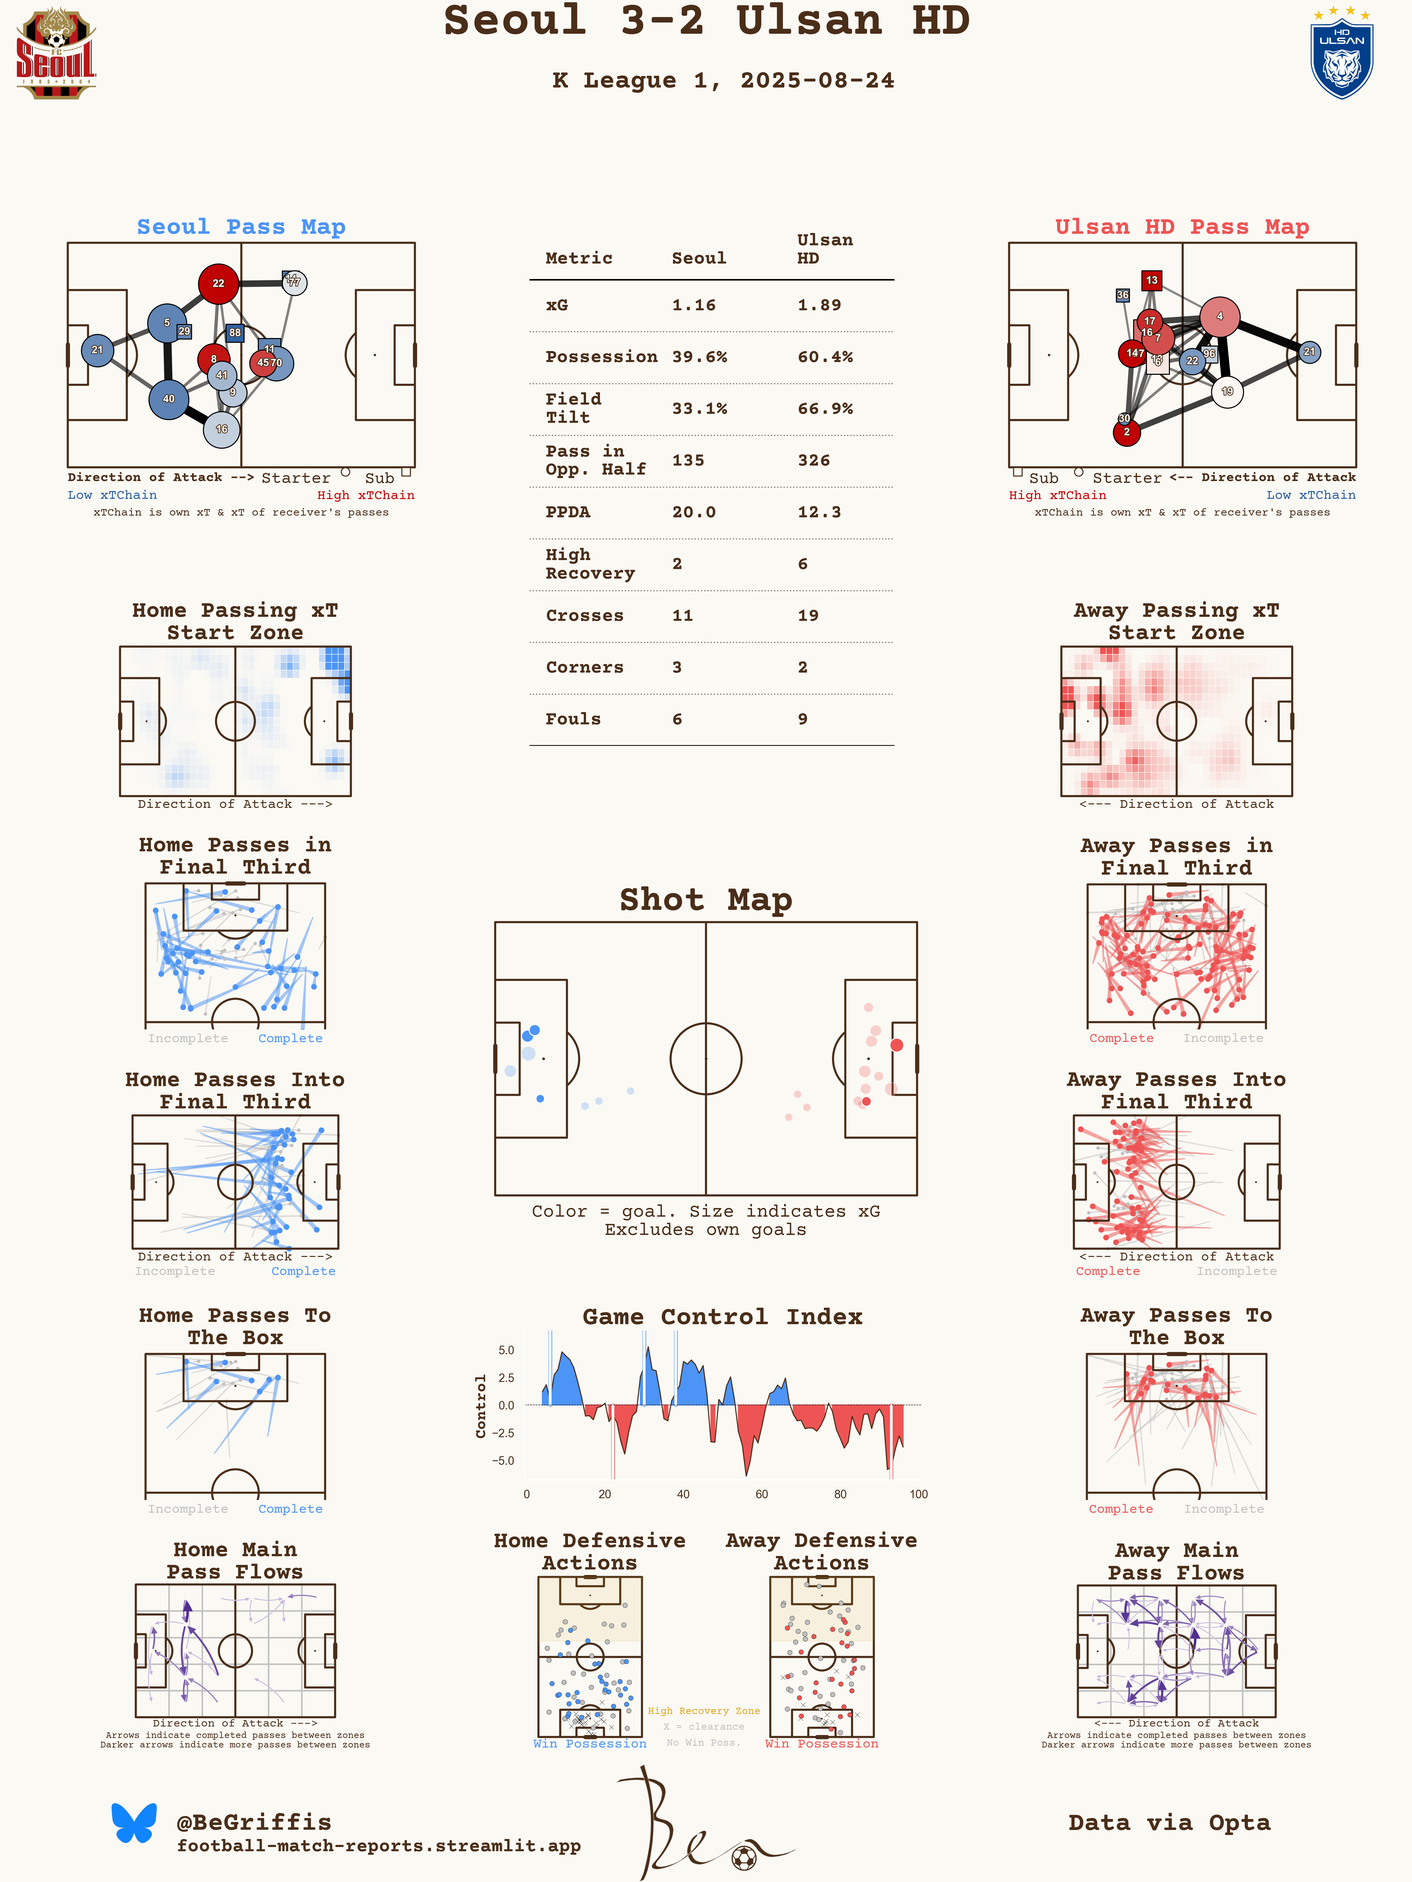 Seoul 3-2 Ulsan HD
K League 1, 2025-08-24
FC
Seoul
HD
ULSAN
Seoul Pass Map
22
77
5
29
88
21
8
11
45
70
41
9
40
16
Direction of Attack --> Starter Sub
Low xTChain High xTChain
xTChain is own xT & xT of receiver's passes
Metric Seoul Ulsan HD
xG 1.16 1.89
Possession 39.6% 60.4%
Field Tilt 33.1% 66.9%
Pass in Opp. Half 135 326
PPDA 20.0 12.3
High Recovery 2 6
Crosses 11 19
Corners 3 2
Fouls 6 9
Ulsan HD Pass Map
13
36
17
4
16
7
147
6
22
96
21
19
30
2
Sub Starter <-- Direction of Attack
High xTChain Low xTChain
xTChain is own xT & xT of receiver's passes
Home Passing xT
Start Zone
Direction of Attack --->
Away Passing xT
Start Zone
<--- Direction of Attack
Home Passes in
Final Third
Incomplete Complete
Away Passes in
Final Third
Complete Incomplete
Shot Map
Color = goal. Size indicates xG
Excludes own goals
Home Passes Into
Final Third
Direction of Attack --->
Incomplete Complete
Away Passes Into
Final Third
<--- Direction of Attack
Complete Incomplete
Home Passes To
The Box
Incomplete Complete
Game Control Index
Control
5.0
2.5
0.0
−2.5
−5.0
0 20 40 60 80 100
Away Passes To
The Box
Complete Incomplete
Home Main
Pass Flows
Direction of Attack --->
Arrows indicate completed passes between zones
Darker arrows indicate more passes between zones
Home Defensive
Actions
Win Possession
Away Defensive
Actions
Win Possession
High Recovery Zone
X = clearance
No Win Poss.
Away Main
Pass Flows
<--- Direction of Attack
Arrows indicate completed passes between zones
Darker arrows indicate more passes between zones
@BeGriffis
football-match-reports.streamlit.app
Ben
Data via Opta